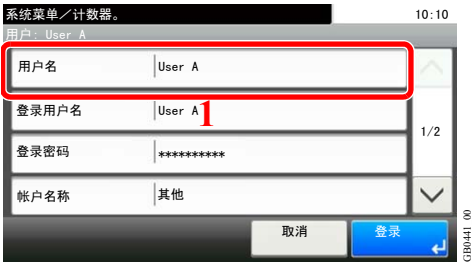 系统菜单／计数器。 10:10
用户: User A
用户名 User A
登录用户名 User A
1
1/2
登录密码 **********
帐户名称 其他
取消 登录
GB0441_00